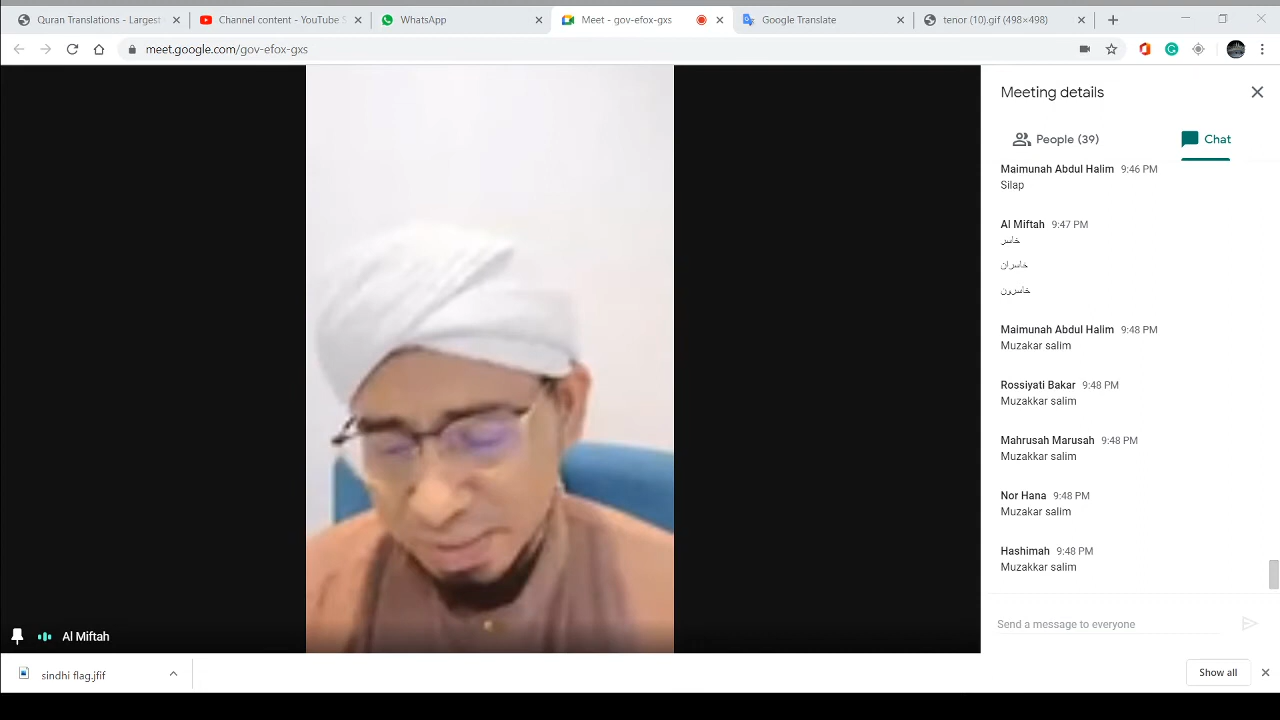 Quran Translations - Largest
Channel content - YouTube S
WhatsApp
Meet - gov-efox-gxs
Google Translate
tenor (10).gif (498×498)
meet.google.com/gov-efox-gxs
Meeting details
People (39)
Chat
Maimunah Abdul Halim 9:46 PM
Silap
Al Miftah 9:47 PM
خاسر
خاسران
خاسرون
Maimunah Abdul Halim 9:48 PM
Muzakar salim
Rossiyati Bakar 9:48 PM
Muzakkar salim
Mahrusah Marusah 9:48 PM
Muzakkar salim
Nor Hana 9:48 PM
Muzakar salim
Hashimah 9:48 PM
Muzakkar salim
Send a message to everyone
Al Miftah
sindhi flag.jfif
Show all